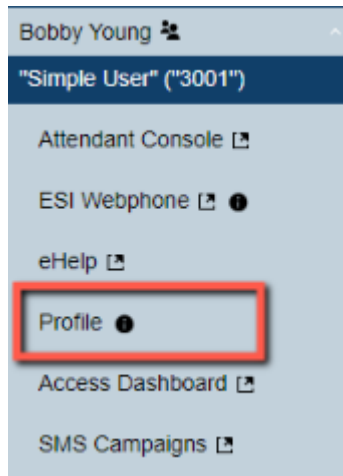 Bobby Young
"Simple User" ("3001")
Attendant Console
ESI Webphone
eHelp
Profile
Access Dashboard
SMS Campaigns